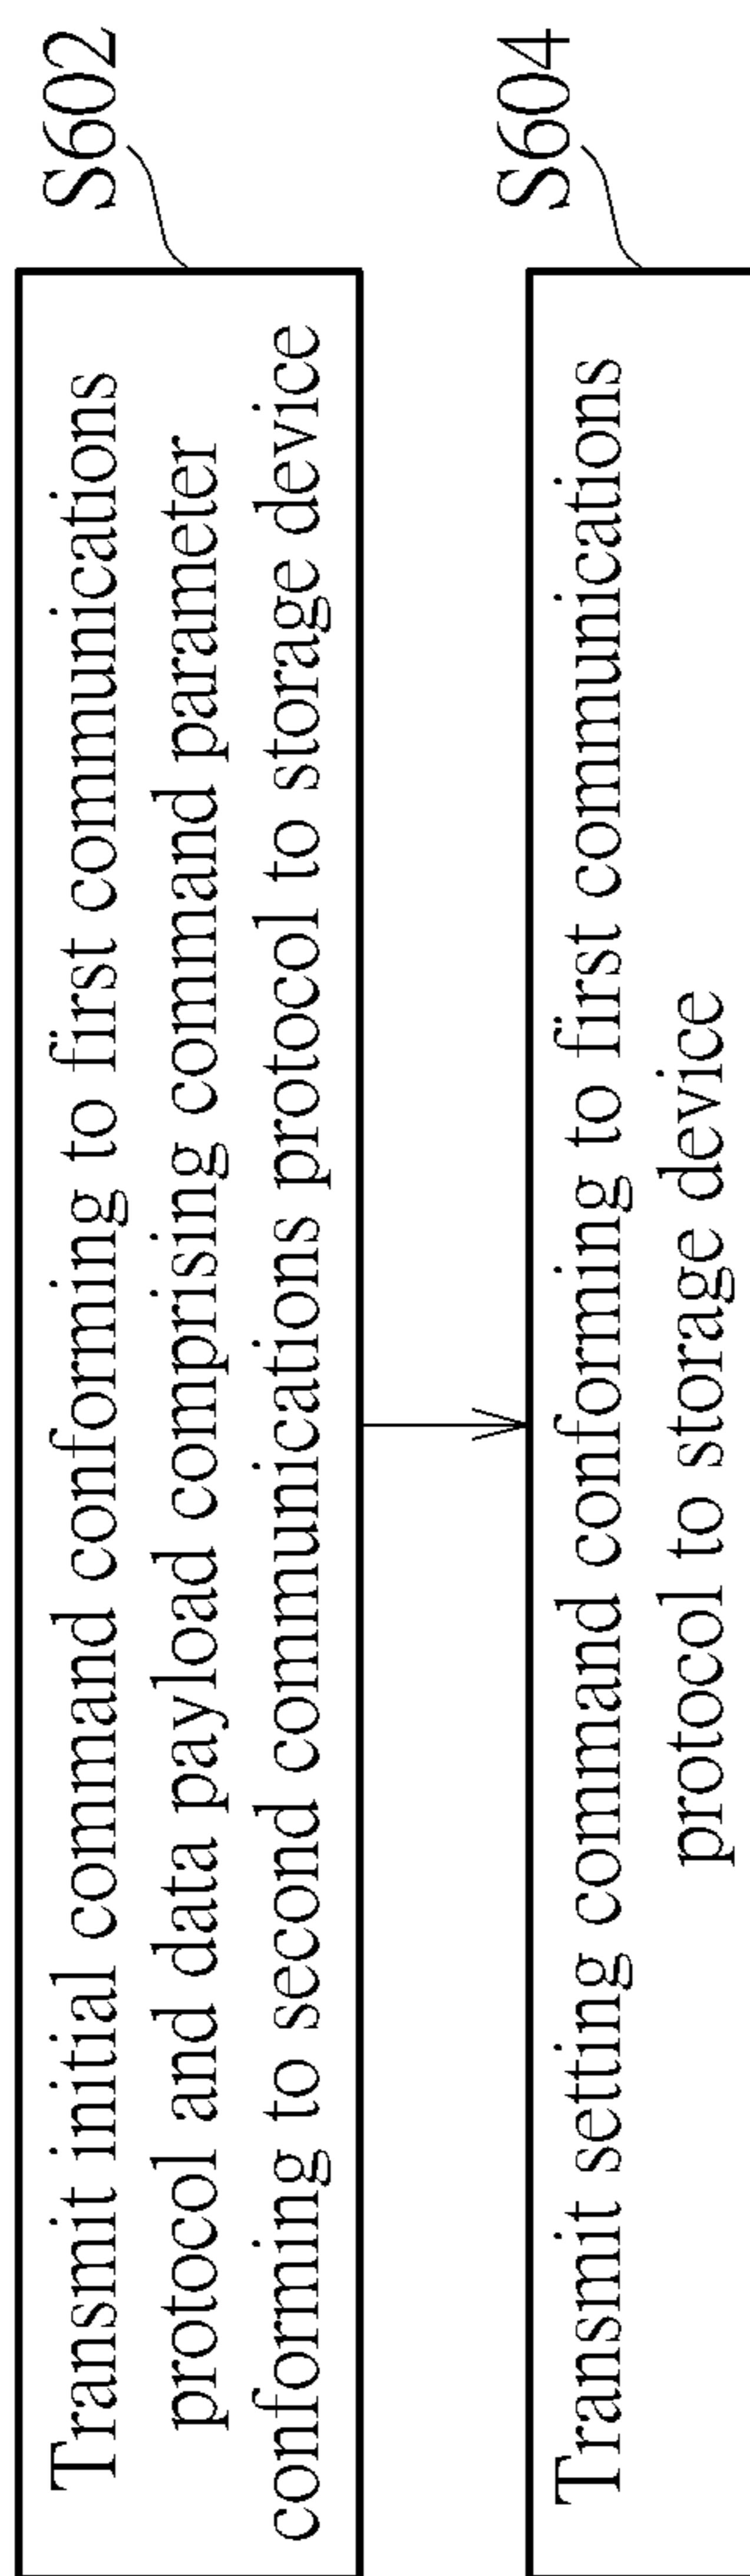 Transmit initial command conforming to first communications
protocol and data payload comprising command parameter
conforming to second communications protocol to storage device
S602
Transmit setting command conforming to first communications
protocol to storage device
S604